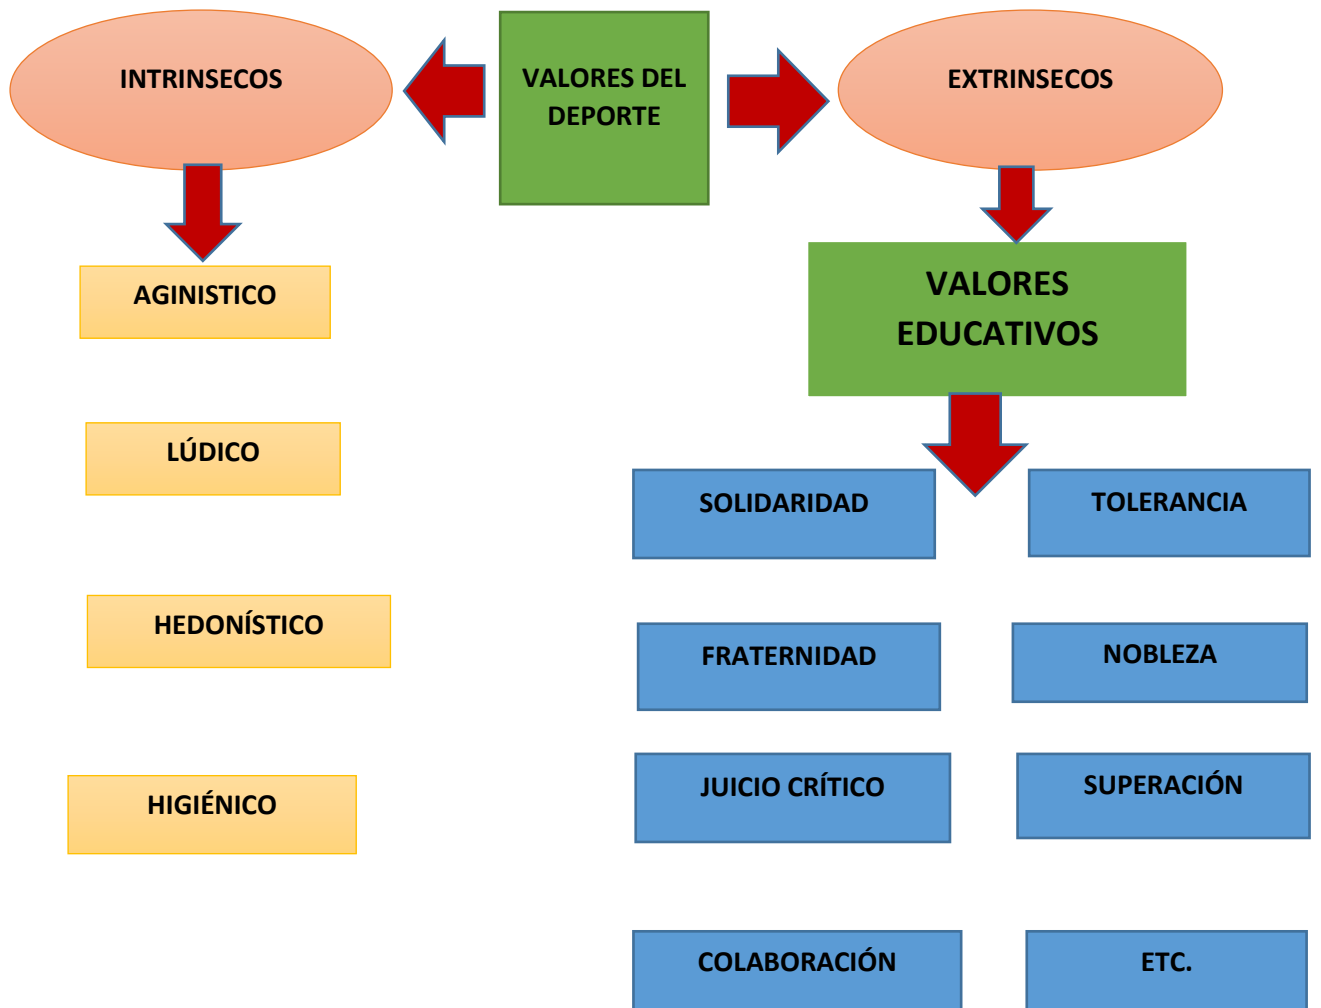 INTRINSECOS
VALORES DEL
DEPORTE
EXTRINSECOS
AGINISTICO
LÚDICO
HEDONÍSTICO
HIGIÉNICO
VALORES
EDUCATIVOS
SOLIDARIDAD
TOLERANCIA
FRATERNIDAD
NOBLEZA
JUICIO CRÍTICO
SUPERACIÓN
COLABORACIÓN
ETC.